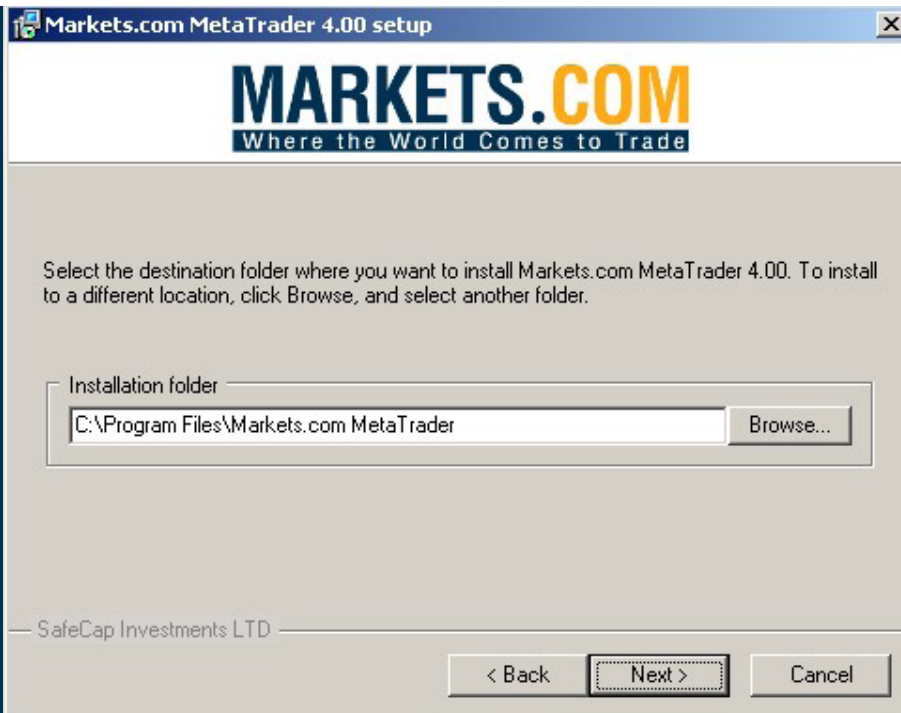 Markets.com MetaTrader 4.00 setup
MARKETS.COM
Where the World Comes to Trade
Select the destination folder where you want to install Markets.com MetaTrader 4.00. To install
to a different location, click Browse, and select another folder.
Installation folder
C:\Program Files\Markets.com MetaTrader
Browse...
SafeCap Investments LTD
< Back
Next >
Cancel